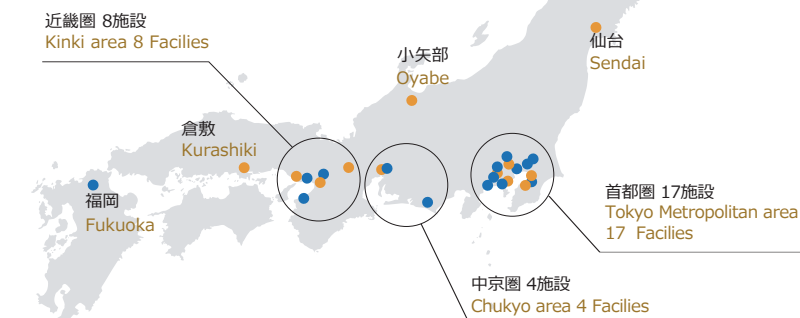 近畿圏 8施設
Kinki area 8 Facilies
仙台
Sendai
小矢部
Oyabe
倉敷
Kurashiki
福岡
Fukuoka
首都圏 17施設
Tokyo Metropolitan area
17 Facilies
中京圏 4施設
Chukyo area 4 Facilies